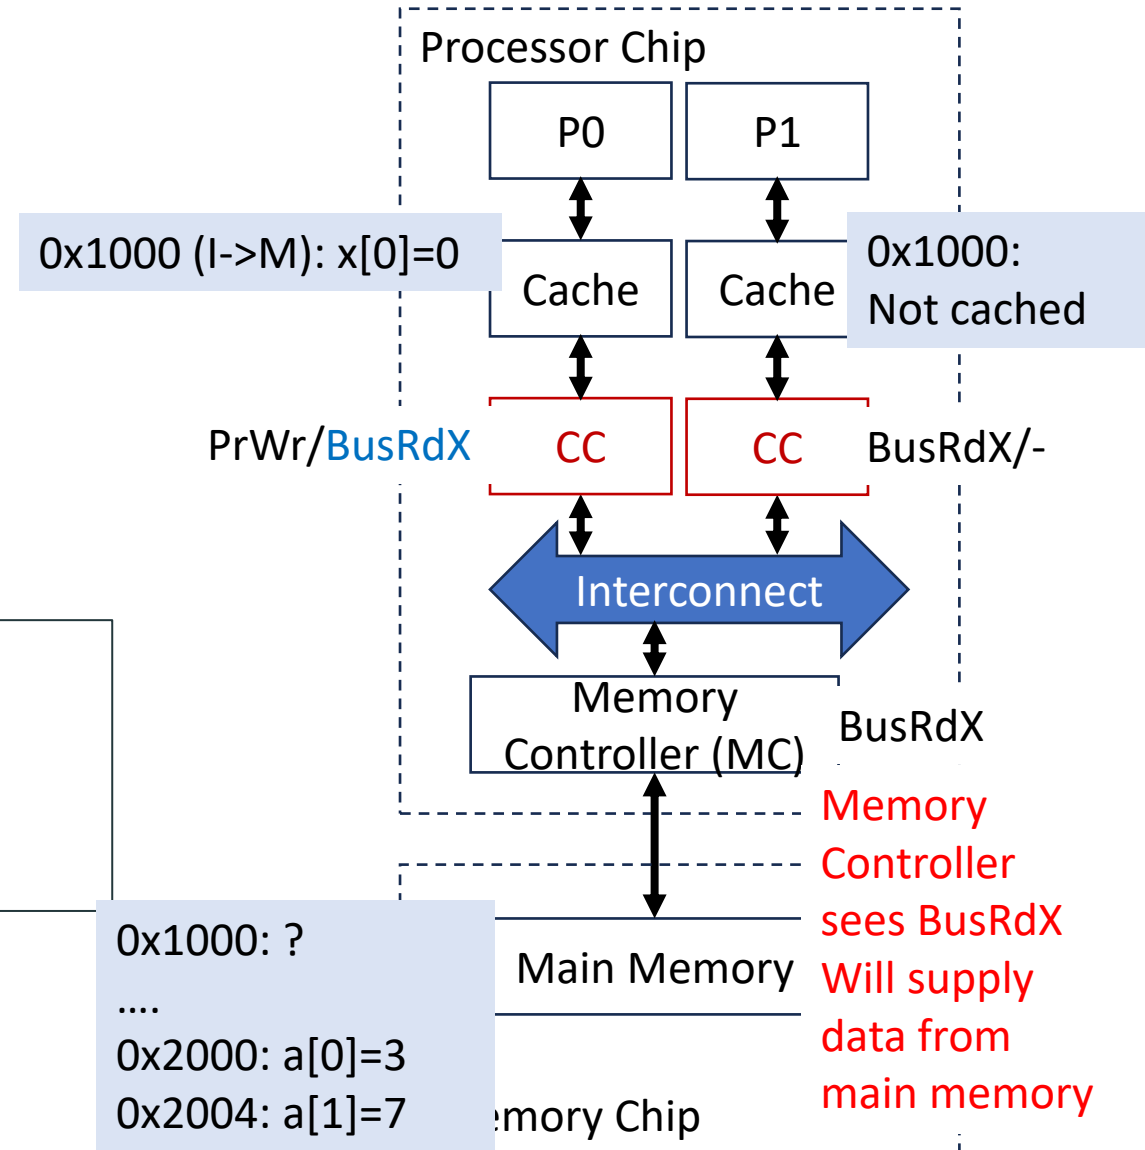 Processor Chip
P0
P1
0x1000 (I->M): x[0]=0
Cache
Cache
0x1000:
Not cached
PrWr/BusRdX
CC
CC
BusRdX/-
Interconnect
Memory
Controller (MC)
BusRdX
Memory
Controller
sees BusRdX
Will supply
data from
main memory
Main Memory
0x1000: ?
....
0x2000: a[0]=3
0x2004: a[1]=7
emory Chip